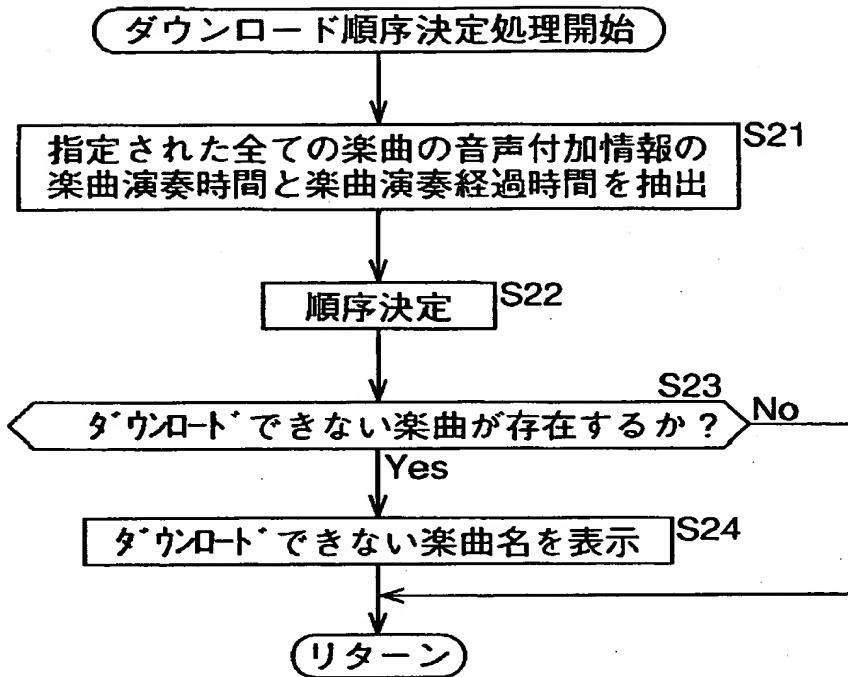 ダウンロード順序決定処理開始
S21
指定された全ての楽曲の音声付加情報の
楽曲演奏時間と楽曲演奏経過時間を抽出
順序決定
S22
S23
ﾀﾞｳﾝﾛｰﾄﾞできない楽曲が存在するか？
No
Yes
ﾀﾞｳﾝﾛｰﾄﾞできない楽曲名を表示
S24
リターン